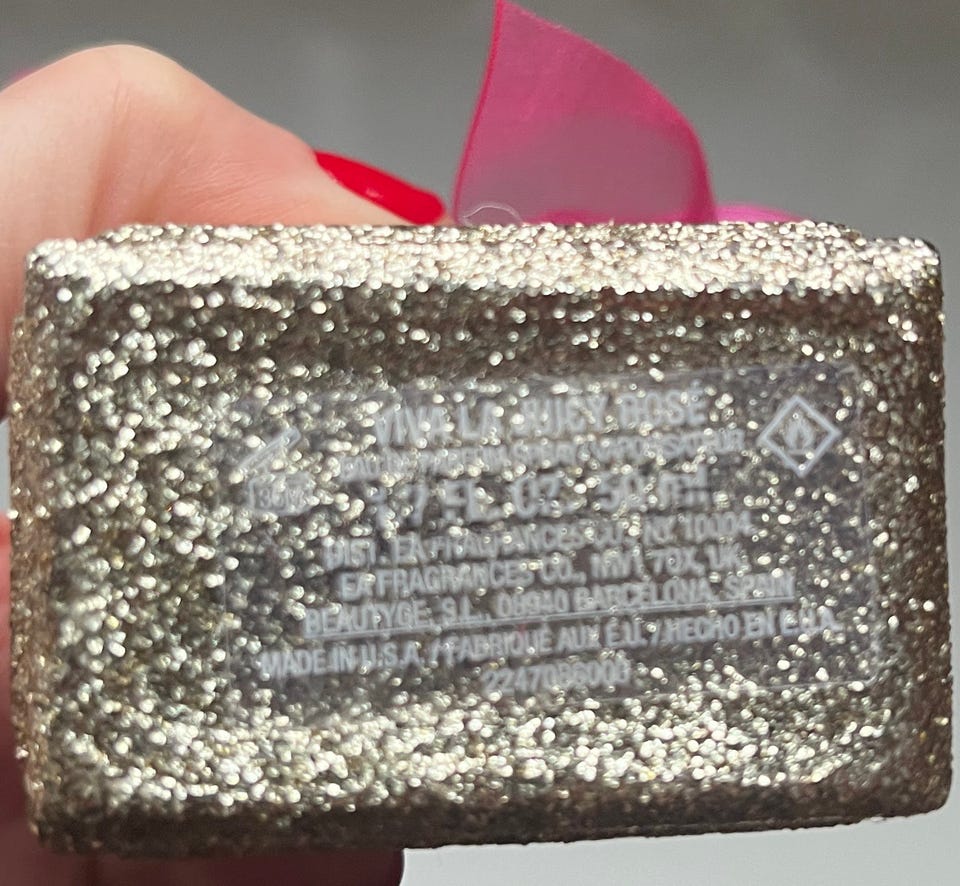 VIVA LA JUICY ROSÉ
EAU DE PARFUM SPRAY VAPORISATEUR
1.7 FL. OZ. 50 ml
DIST. EA FRAGRANCES CO., NY, 10004
EA FRAGRANCES CO., NW1 7DX, UK
BEAUTYGE, S.L., 08940 BARCELONA, SPAIN
MADE IN U.S.A. / FABRIQUÉ AUX É.U. / HECHO EN E.U.A.